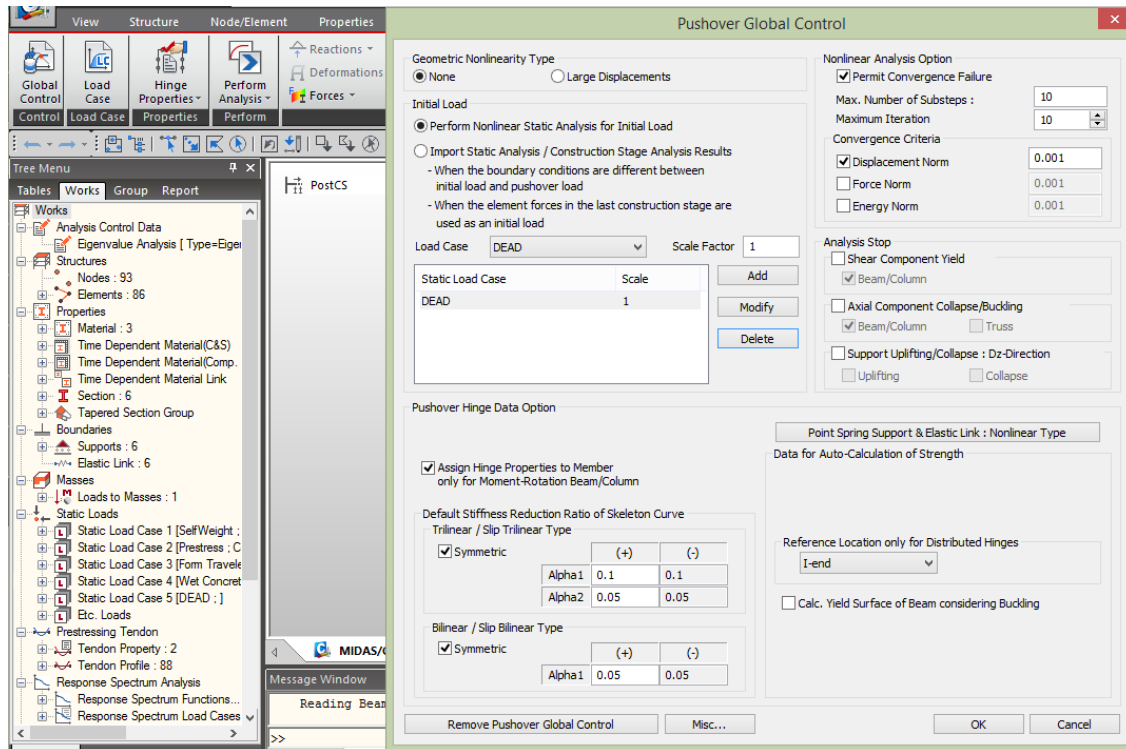 View Structure Node/Element Properties
Global Control
Load Case
Hinge Properties
Perform Analysis
Reactions
Deformations
Forces
Control Load Case Properties Perform
Tree Menu
Tables Works Group Report
Works
Analysis Control Data
Eigenvalue Analysis [ Type=Eiger
Structures
Nodes : 93
Elements : 86
Properties
Material : 3
Time Dependent Material(C&S)
Time Dependent Material(Comp.
Time Dependent Material Link
Section : 6
Tapered Section Group
Boundaries
Supports : 6
Elastic Link : 6
Masses
Loads to Masses : 1
Static Loads
Static Load Case 1 [SelfWeight ;
Static Load Case 2 [Prestress ; C
Static Load Case 3 [Form Travele
Static Load Case 4 [Wet Concret
Static Load Case 5 [DEAD ; ]
Etc. Loads
Prestressing Tendon
Tendon Property : 2
Tendon Profile : 88
Response Spectrum Analysis
Response Spectrum Functions...
Response Spectrum Load Cases
PostCS
MIDAS/
Message Window
Reading Bear
>>
Pushover Global Control
Geometric Nonlinearity Type
None Large Displacements
Initial Load
Perform Nonlinear Static Analysis for Initial Load
Import Static Analysis / Construction Stage Analysis Results
- When the boundary conditions are different between
initial load and pushover load
- When the element forces in the last construction stage are
used as an initial load
Load Case DEAD Scale Factor 1
Static Load Case Scale
DEAD 1
Add
Modify
Delete
Nonlinear Analysis Option
Permit Convergence Failure
Max. Number of Substeps : 10
Maximum Iteration 10
Convergence Criteria
Displacement Norm 0.001
Force Norm 0.001
Energy Norm 0.001
Analysis Stop
Shear Component Yield
Beam/Column
Axial Component Collapse/Buckling
Beam/Column Truss
Support Uplifting/Collapse : Dz-Direction
Uplifting Collapse
Pushover Hinge Data Option
Assign Hinge Properties to Member
only for Moment-Rotation Beam/Column
Default Stiffness Reduction Ratio of Skeleton Curve
Trilinear / Slip Trilinear Type
Symmetric (+) (-)
Alpha1 0.1 0.1
Alpha2 0.05 0.05
Bilinear / Slip Bilinear Type
Symmetric (+) (-)
Alpha1 0.05 0.05
Point Spring Support & Elastic Link : Nonlinear Type
Data for Auto-Calculation of Strength
Reference Location only for Distributed Hinges
I-end
Calc. Yield Surface of Beam considering Buckling
Remove Pushover Global Control Misc... OK Cancel